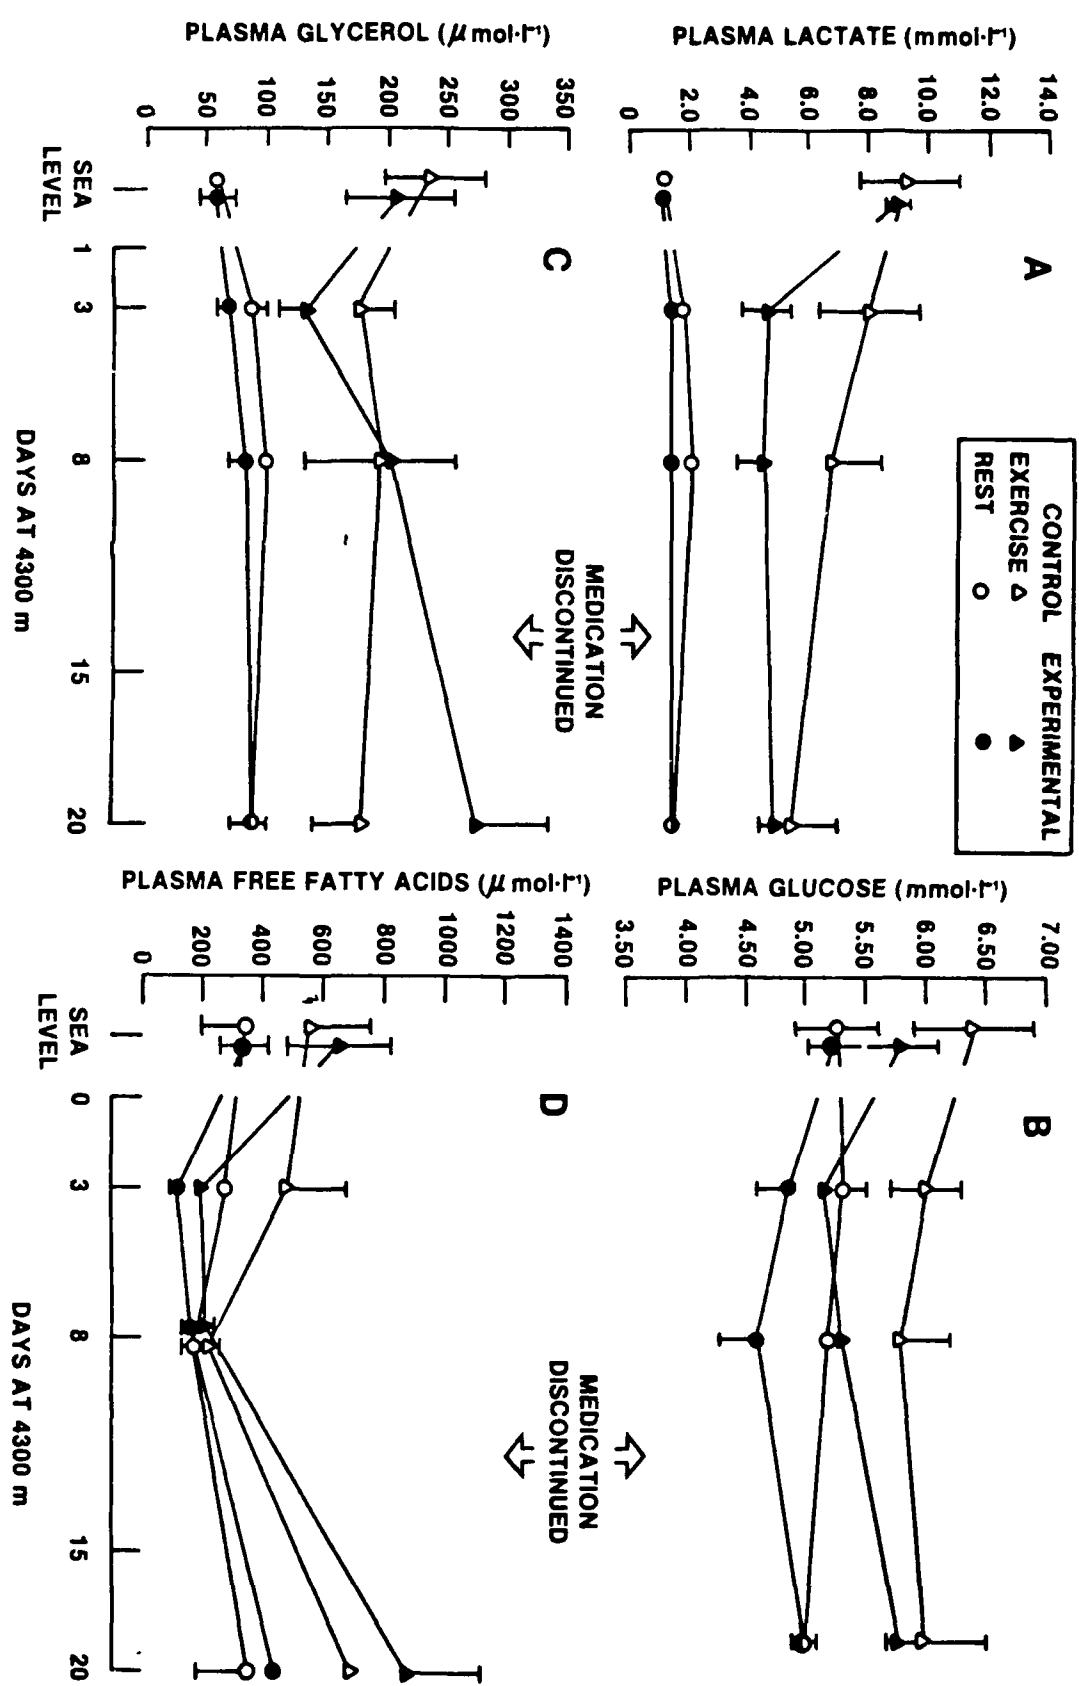 CONTROL EXPERIMENTAL
EXERCISE
REST
A
PLASMA LACTATE (mmol·l⁻¹)
14.0
12.0
10.0
8.0
6.0
4.0
2.0
0
B
PLASMA GLUCOSE (mmol·l⁻¹)
7.00
6.50
6.00
5.50
5.00
4.50
4.00
3.50
MEDICATION
DISCONTINUED
MEDICATION
DISCONTINUED
C
PLASMA GLYCEROL (μmol·l⁻¹)
350
300
250
200
150
100
50
0
SEA
LEVEL
1 3 8 15 20
DAYS AT 4300 m
D
PLASMA FREE FATTY ACIDS (μmol·l⁻¹)
1400
1200
1000
800
600
400
200
0
SEA
LEVEL
0 3 8 15 20
DAYS AT 4300 m